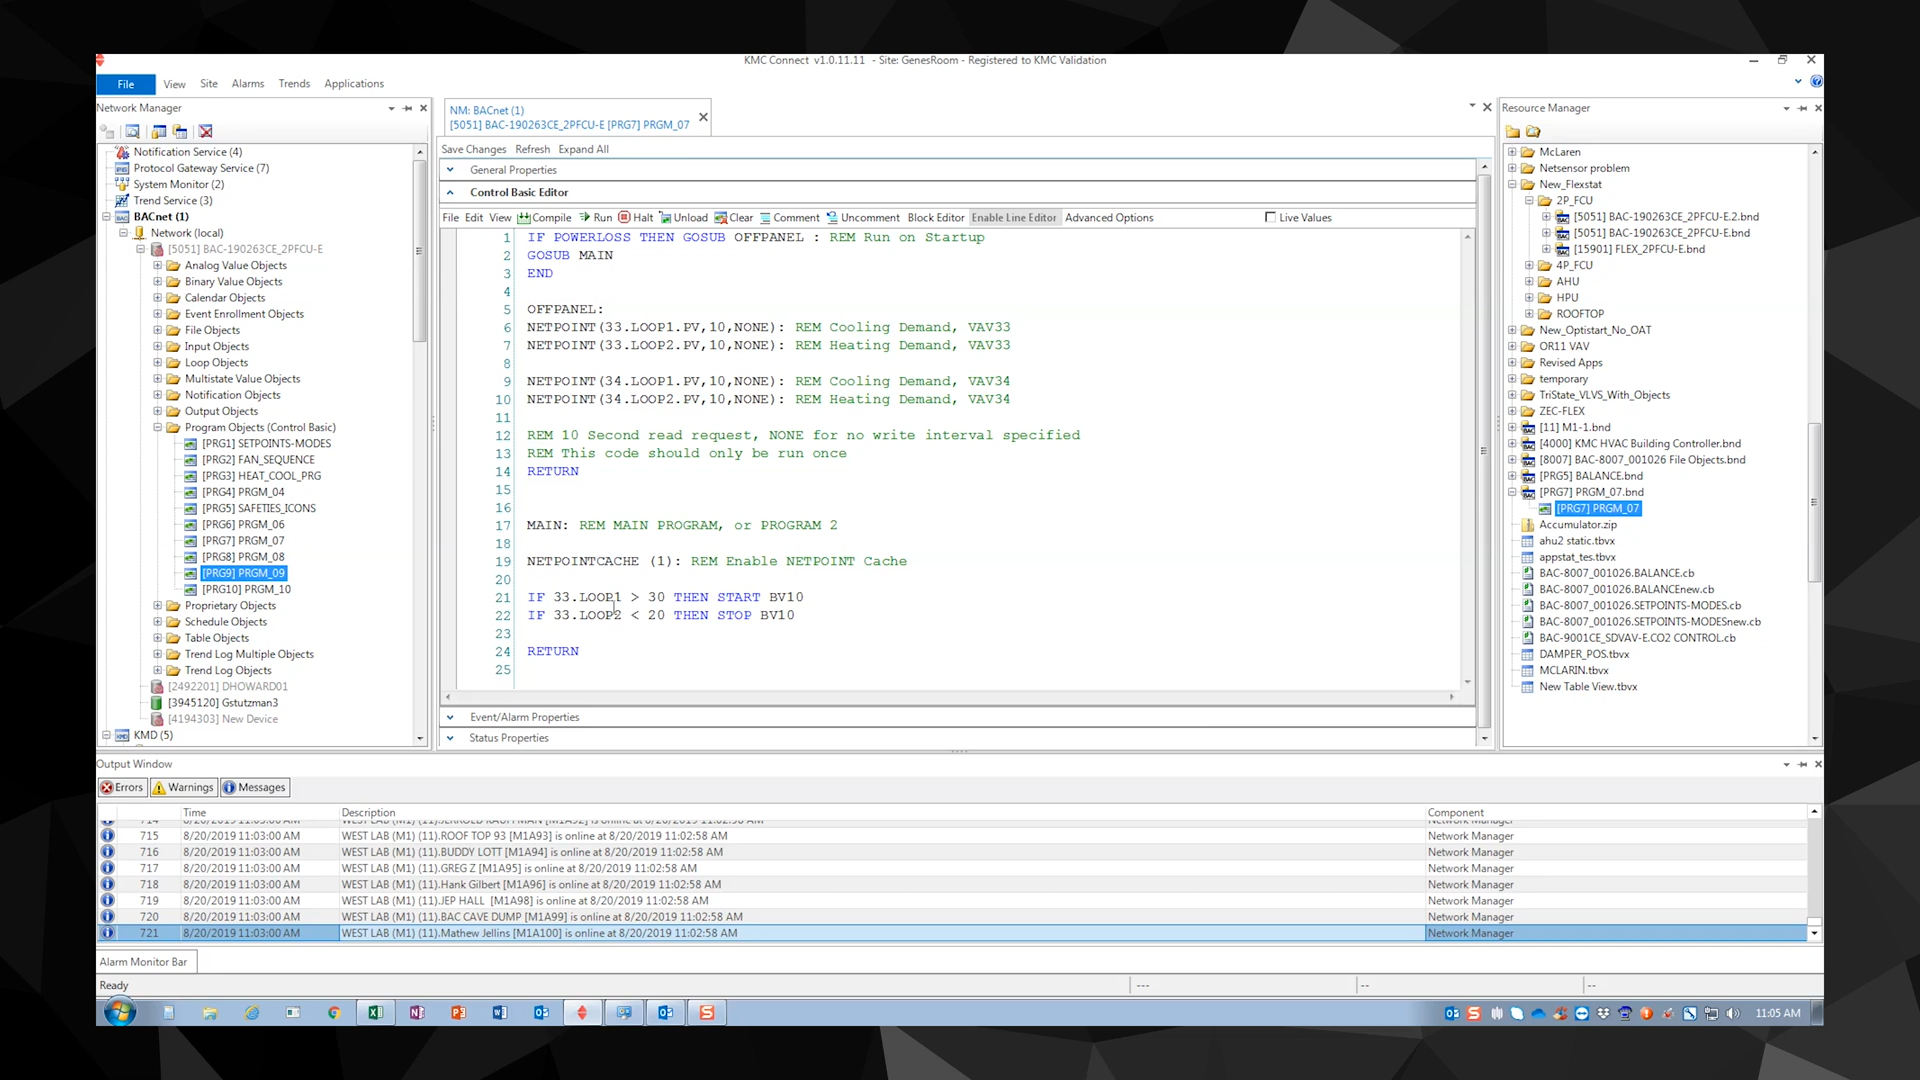 KMC Connect v1.0.11.11 - Site: GenesRoom - Registered to KMC Validation
File View Site Alarms Trends Applications
Network Manager
Notification Service (4)
Protocol Gateway Service (7)
System Monitor (2)
Trend Service (3)
BACnet (1)
Network (local)
[5051] BAC-190263CE_2PFCU-E
Analog Value Objects
Binary Value Objects
Calendar Objects
Event Enrollment Objects
File Objects
Input Objects
Loop Objects
Multistate Value Objects
Notification Objects
Output Objects
Program Objects (Control Basic)
[PRG1] SETPOINTS-MODES
[PRG2] FAN_SEQUENCE
[PRG3] HEAT_COOL_PRG
[PRG4] PRGM_04
[PRG5] SAFETIES_ICONS
[PRG6] PRGM_06
[PRG7] PRGM_07
[PRG8] PRGM_08
[PRG9] PRGM_09
[PRG10] PRGM_10
Proprietary Objects
Schedule Objects
Table Objects
Trend Log Multiple Objects
Trend Log Objects
[2492201] DHOWARD01
[3945120] Gstutzman3
[4194303] New Device
KMD (5)
NM: BACnet (1)
[5051] BAC-190263CE_2PFCU-E [PRG7] PRGM_07
Save Changes Refresh Expand All
General Properties
Control Basic Editor
File Edit View Compile Run Halt Unload Clear Comment Uncomment Block Editor Enable Line Editor Advanced Options Live Values
1 IF POWERLOSS THEN GOSUB OFFPANEL : REM Run on Startup
2 GOSUB MAIN
3 END
4
5 OFFPANEL:
6 NETPOINT(33.LOOP1.PV,10,NONE): REM Cooling Demand, VAV33
7 NETPOINT(33.LOOP2.PV,10,NONE): REM Heating Demand, VAV33
8
9 NETPOINT(34.LOOP1.PV,10,NONE): REM Cooling Demand, VAV34
10 NETPOINT(34.LOOP2.PV,10,NONE): REM Heating Demand, VAV34
11
12 REM 10 Second read request, NONE for no write interval specified
13 REM This code should only be run once
14 RETURN
15
16
17 MAIN: REM MAIN PROGRAM, or PROGRAM 2
18
19 NETPOINTCACHE (1): REM Enable NETPOINT Cache
20
21 IF 33.LOOP1 > 30 THEN START BV10
22 IF 33.LOOP2 < 20 THEN STOP BV10
23
24 RETURN
25
Event/Alarm Properties
Status Properties
Resource Manager
McLaren
Netsensor problem
New_Flexstat
2P_FCU
[5051] BAC-190263CE_2PFCU-E.2.bnd
[5051] BAC-190263CE_2PFCU-E.bnd
[15901] FLEX_2PFCU-E.bnd
4P_FCU
AHU
HPU
ROOFTOP
New_Optistart_No_OAT
OR11 VAV
Revised Apps
temporary
TriState_VLVS_With_Objects
ZEC-FLEX
[11] M1-1.bnd
[4000] KMC HVAC Building Controller.bnd
[8007] BAC-8007_001026 File Objects.bnd
[PRG5] BALANCE.bnd
[PRG7] PRGM_07.bnd
[PRG7] PRGM_07
Accumulator.zip
ahu2 static.tbvx
appstat_tes.tbvx
BAC-8007_001026.BALANCE.cb
BAC-8007_001026.BALANCEnew.cb
BAC-8007_001026.SETPOINTS-MODES.cb
BAC-8007_001026.SETPOINTS-MODESnew.cb
BAC-9001CE_SDVAV-E.CO2 CONTROL.cb
DAMPER_POS.tbvx
MCLARIN.tbvx
New Table View.tbvx
Output Window
Errors Warnings Messages
Time Description Component
715 8/20/2019 11:03:00 AM WEST LAB (M1) (11).ROOF TOP 93 [M1A93] is online at 8/20/2019 11:02:58 AM Network Manager
716 8/20/2019 11:03:00 AM WEST LAB (M1) (11).BUDDY LOTT [M1A94] is online at 8/20/2019 11:02:58 AM Network Manager
717 8/20/2019 11:03:00 AM WEST LAB (M1) (11).GREG Z [M1A95] is online at 8/20/2019 11:02:58 AM Network Manager
718 8/20/2019 11:03:00 AM WEST LAB (M1) (11).Hank Gilbert [M1A96] is online at 8/20/2019 11:02:58 AM Network Manager
719 8/20/2019 11:03:00 AM WEST LAB (M1) (11).JEP HALL [M1A98] is online at 8/20/2019 11:02:58 AM Network Manager
720 8/20/2019 11:03:00 AM WEST LAB (M1) (11).BAC CAVE DUMP [M1A99] is online at 8/20/2019 11:02:58 AM Network Manager
721 8/20/2019 11:03:00 AM WEST LAB (M1) (11).Mathew Jellins [M1A100] is online at 8/20/2019 11:02:58 AM Network Manager
Alarm Monitor Bar
Ready --- -- --
11:05 AM